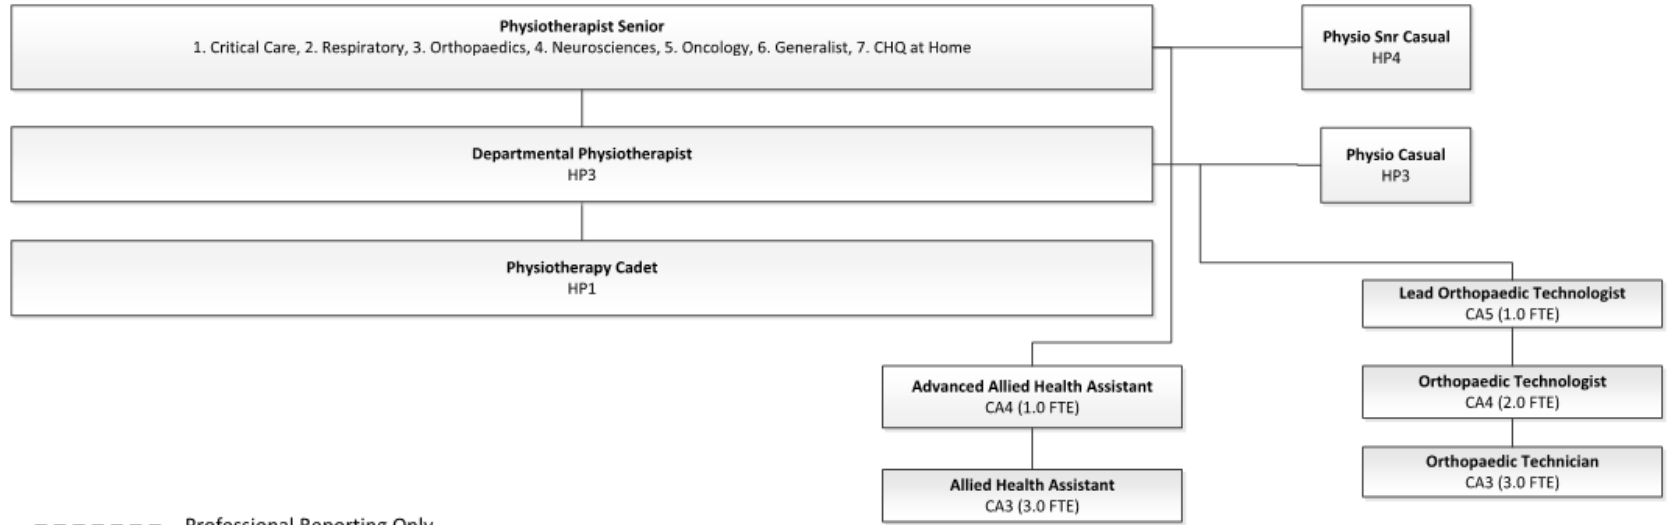 Physiotherapist Senior
1. Critical Care, 2. Respiratory, 3. Orthopaedics, 4. Neurosciences, 5. Oncology, 6. Generalist, 7. CHQ at Home
Physio Snr Casual
HP4
Departmental Physiotherapist
HP3
Physio Casual
HP3
Physiotherapy Cadet
HP1
Lead Orthopaedic Technologist
CA5 (1.0 FTE)
Advanced Allied Health Assistant
CA4 (1.0 FTE)
Orthopaedic Technologist
CA4 (2.0 FTE)
Allied Health Assistant
CA3 (3.0 FTE)
Orthopaedic Technician
CA3 (3.0 FTE)
Professional Reporting Only